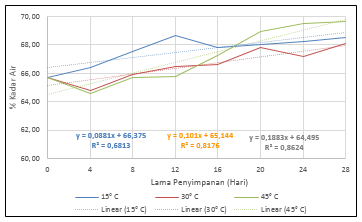 70,00
68,00
66,00
64,00
62,00
60,00
% Kadar Air
y = 0,0881x + 66,375
R² = 0,6813
y = 0,101x + 65,144
R² = 0,8176
y = 0,1883x + 64,495
R² = 0,8624
0 4 8 12 16 20 24 28
Lama Penyimpanan (Hari)
15° C 30° C 45° C
Linear (15° C) Linear (30° C) Linear (45° C)